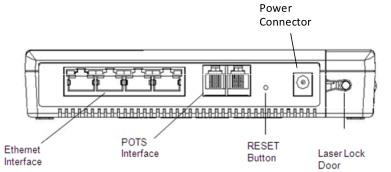 Power
Connector
Ethernet
Interface
POTS
Interface
RESET
Button
Laser Lock
Door